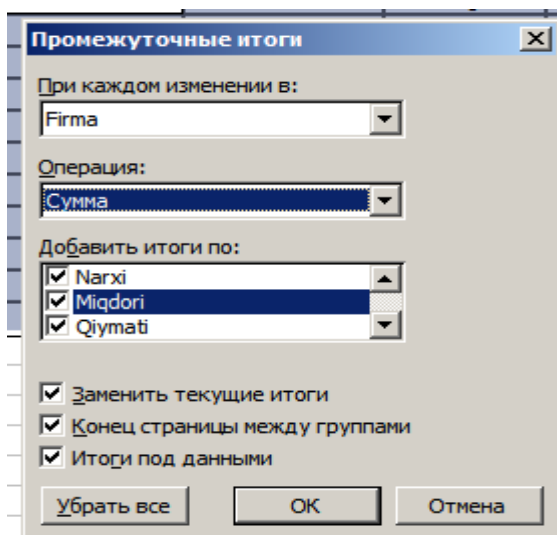 Промежуточные итоги
При каждом изменении в:
Firma
Операция:
Сумма
Добавить итоги по:
Narxi
Miqdori
Qiymati
Заменить текущие итоги
Конец страницы между группами
Итоги под данными
Убрать все ОК Отмена